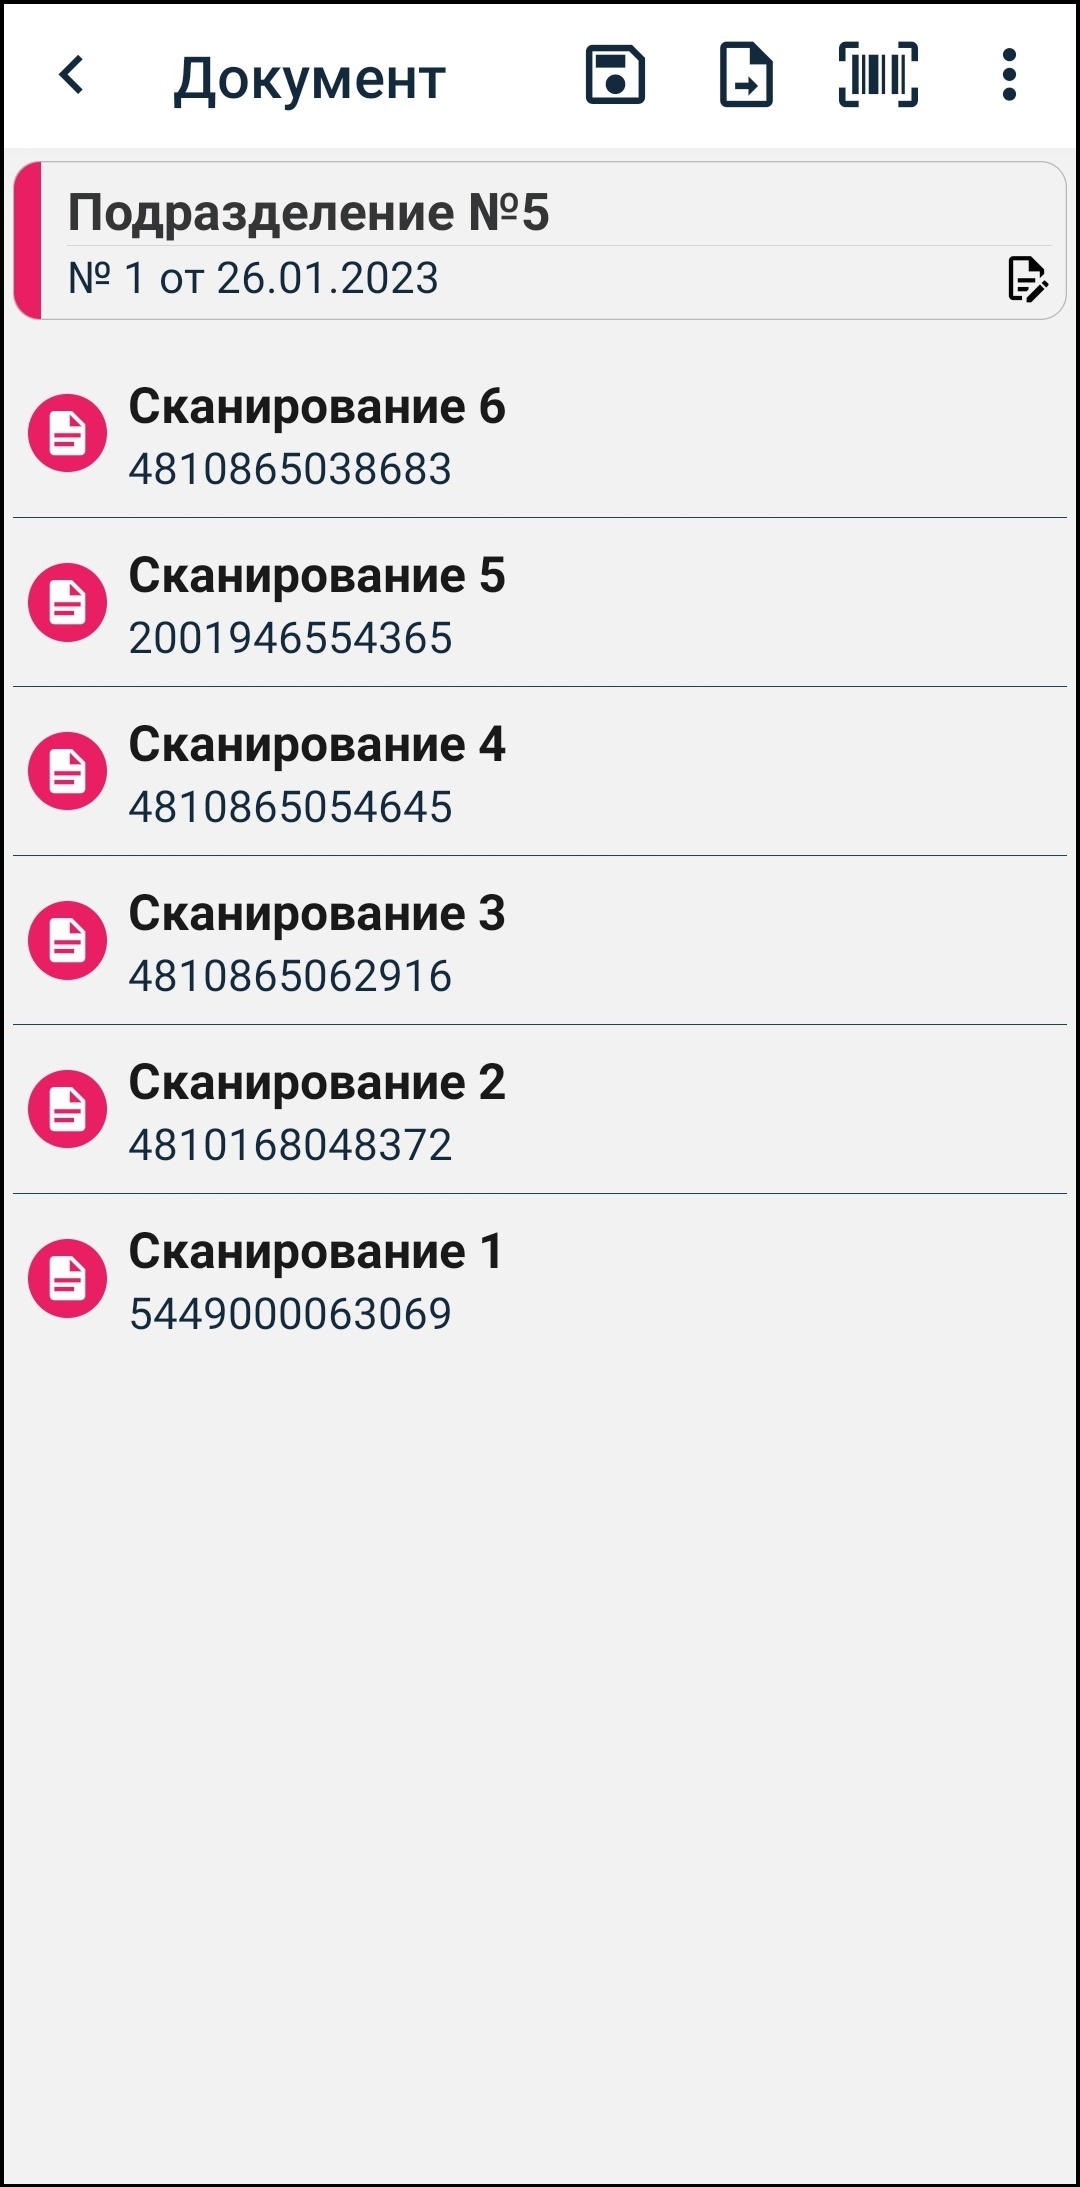 Документ
Подразделение №5
№ 1 от 26.01.2023
Сканирование 6
4810865038683
Сканирование 5
2001946554365
Сканирование 4
4810865054645
Сканирование 3
4810865062916
Сканирование 2
4810168048372
Сканирование 1
5449000063069